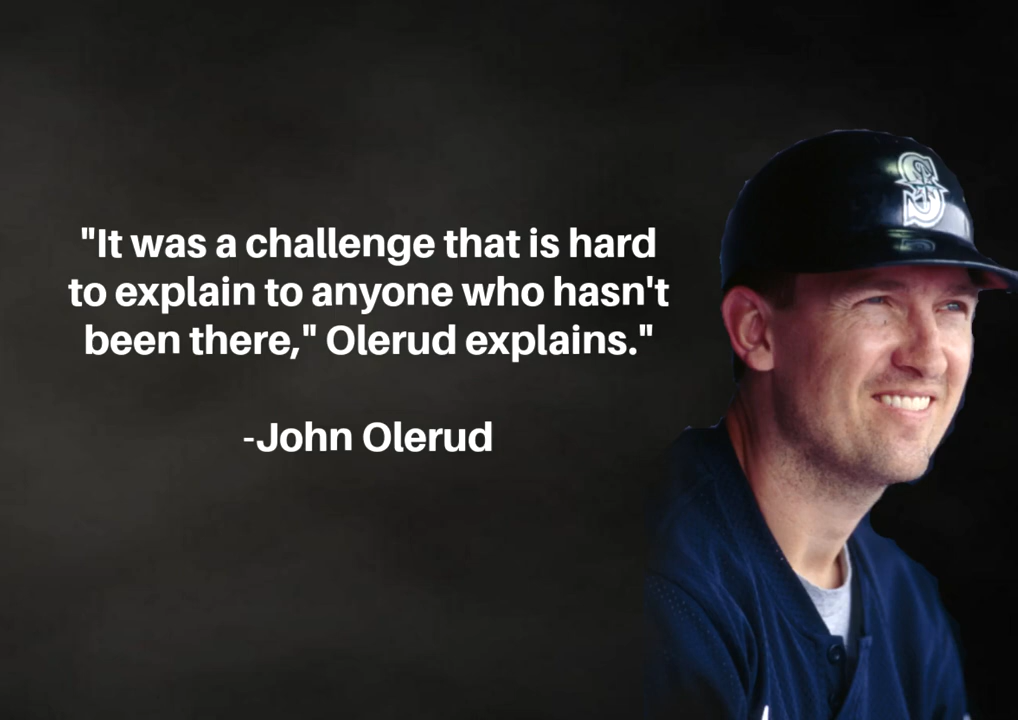 "It was a challenge that is hard
to explain to anyone who hasn't
been there," Olerud explains."
-John Olerud
S